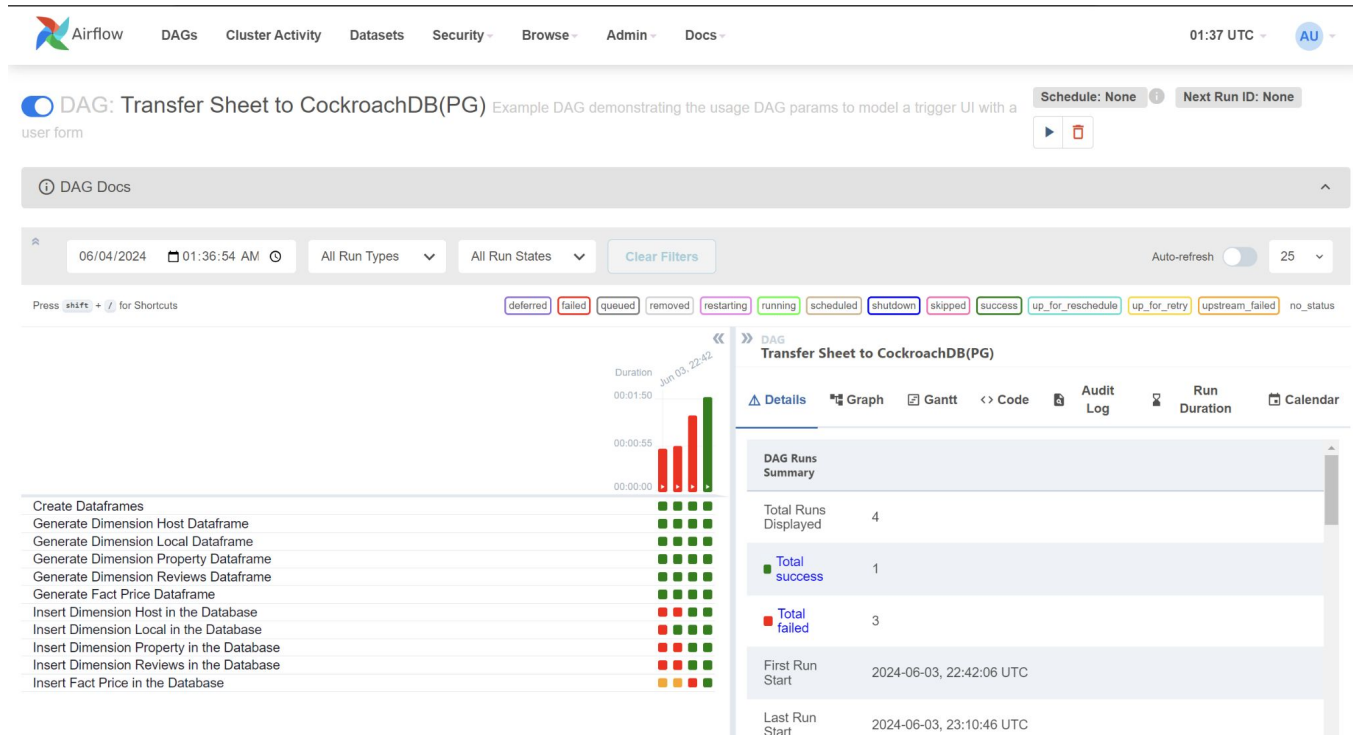 Airflow DAGs Cluster Activity Datasets Security Browse Admin Docs 01:37 UTC AU
DAG: Transfer Sheet to CockroachDB(PG) Example DAG demonstrating the usage DAG params to model a trigger UI with a
user form
Schedule: None Next Run ID: None
DAG Docs
06/04/2024 01:36:54 AM All Run Types All Run States Clear Filters Auto-refresh 25
Press shift + / for Shortcuts
deferred failed queued removed restarting running scheduled shutdown skipped success up_for_reschedule up_for_retry upstream_failed no_status
Duration
Jun 03, 22:42
00:01:50
00:00:55
00:00:00
Create Dataframes
Generate Dimension Host Dataframe
Generate Dimension Local Dataframe
Generate Dimension Property Dataframe
Generate Dimension Reviews Dataframe
Generate Fact Price Dataframe
Insert Dimension Host in the Database
Insert Dimension Local in the Database
Insert Dimension Property in the Database
Insert Dimension Reviews in the Database
Insert Fact Price in the Database
DAG
Transfer Sheet to CockroachDB(PG)
Details Graph Gantt Code Audit Log Run Duration Calendar
DAG Runs
Summary
Total Runs
Displayed
4
Total
success
1
Total
failed
3
First Run
Start
2024-06-03, 22:42:06 UTC
Last Run
Start
2024-06-03, 23:10:46 UTC